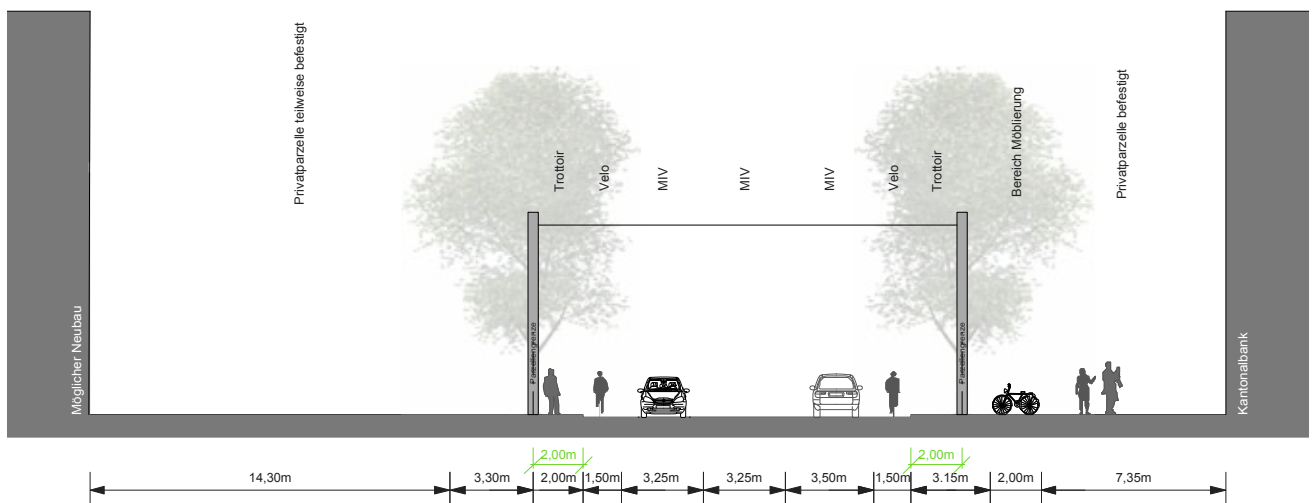 Privatparzelle teilweise befestigt
Trottoir
Velo
MIV
MIV
MIV
Velo
Trottoir
Bereich Möblierung
Privatparzelle befestigt
Möglicher Neubau
Parzellengrenze
Parzellengrenze
Kantonalbank
2,00m
2,00m
14,30m
3,30m
2,00m
1,50m
3,25m
3,25m
3,50m
1,50m
3.15m
2,00m
7,35m